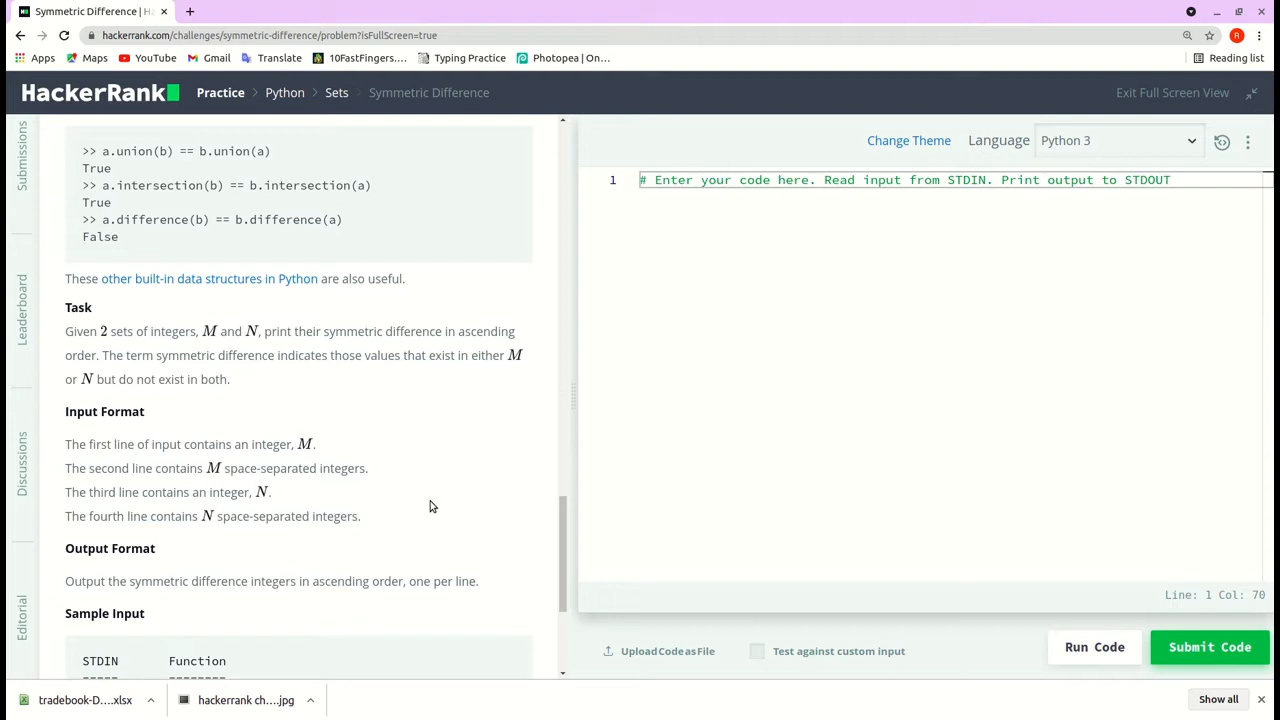 Symmetric Difference | H
hackerrank.com/challenges/symmetric-difference/problem?isFullScreen=true
R
Apps Maps YouTube Gmail Translate 10FastFingers.... Typing Practice Photopea | On... Reading list
HackerRank Practice > Python > Sets > Symmetric Difference Exit Full Screen View
Submissions
Leaderboard
Discussions
Editorial
>> a.union(b) == b.union(a)
True
>> a.intersection(b) == b.intersection(a)
True
>> a.difference(b) == b.difference(a)
False
These other built-in data structures in Python are also useful.
Task
Given 2 sets of integers, M and N, print their symmetric difference in ascending
order. The term symmetric difference indicates those values that exist in either M
or N but do not exist in both.
Input Format
The first line of input contains an integer, M.
The second line contains M space-separated integers.
The third line contains an integer, N.
The fourth line contains N space-separated integers.
Output Format
Output the symmetric difference integers in ascending order, one per line.
Sample Input
STDIN Function
----- --------
Change Theme Language Python 3
1 # Enter your code here. Read input from STDIN. Print output to STDOUT
Line: 1 Col: 70
Upload Code as File Test against custom input Run Code Submit Code
tradebook-D....xlsx hackerrank ch....jpg Show all